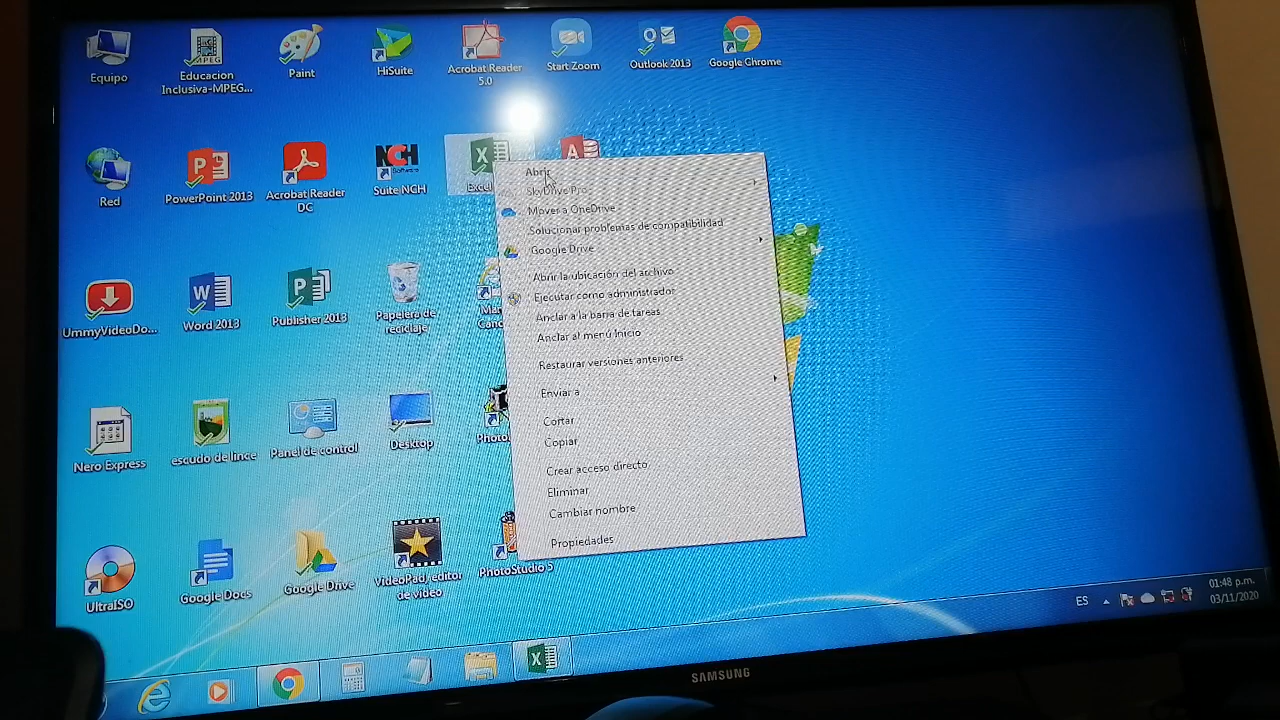 Equipo
Educacion
Inclusiva-MPEG...
MPEG
Paint
HiSuite
Acrobat Reader
5.0
Start Zoom
Outlook 2013
Google Chrome
Red
PowerPoint 2013
Acrobat Reader
DC
NCH
Software
Suite NCH
Excel
UmmyVideoDo...
Word 2013
Publisher 2013
Papelera de
reciclaje
Nero Express
escudo de lince
Panel de control
Desktop
UltraISO
Google Docs
Google Drive
VideoPad, editor
de video
PhotoStudio 5
Abrir
SkyDrive Pro
Mover a OneDrive
Solucionar problemas de compatibilidad
Google Drive
Abrir la ubicación del archivo
Ejecutar como administrador
Anclar a la barra de tareas
Anclar al menú Inicio
Restaurar versiones anteriores
Enviar a
Cortar
Copiar
Crear acceso directo
Eliminar
Cambiar nombre
Propiedades
ES
01:48 p.m.
03/11/2020
SAMSUNG